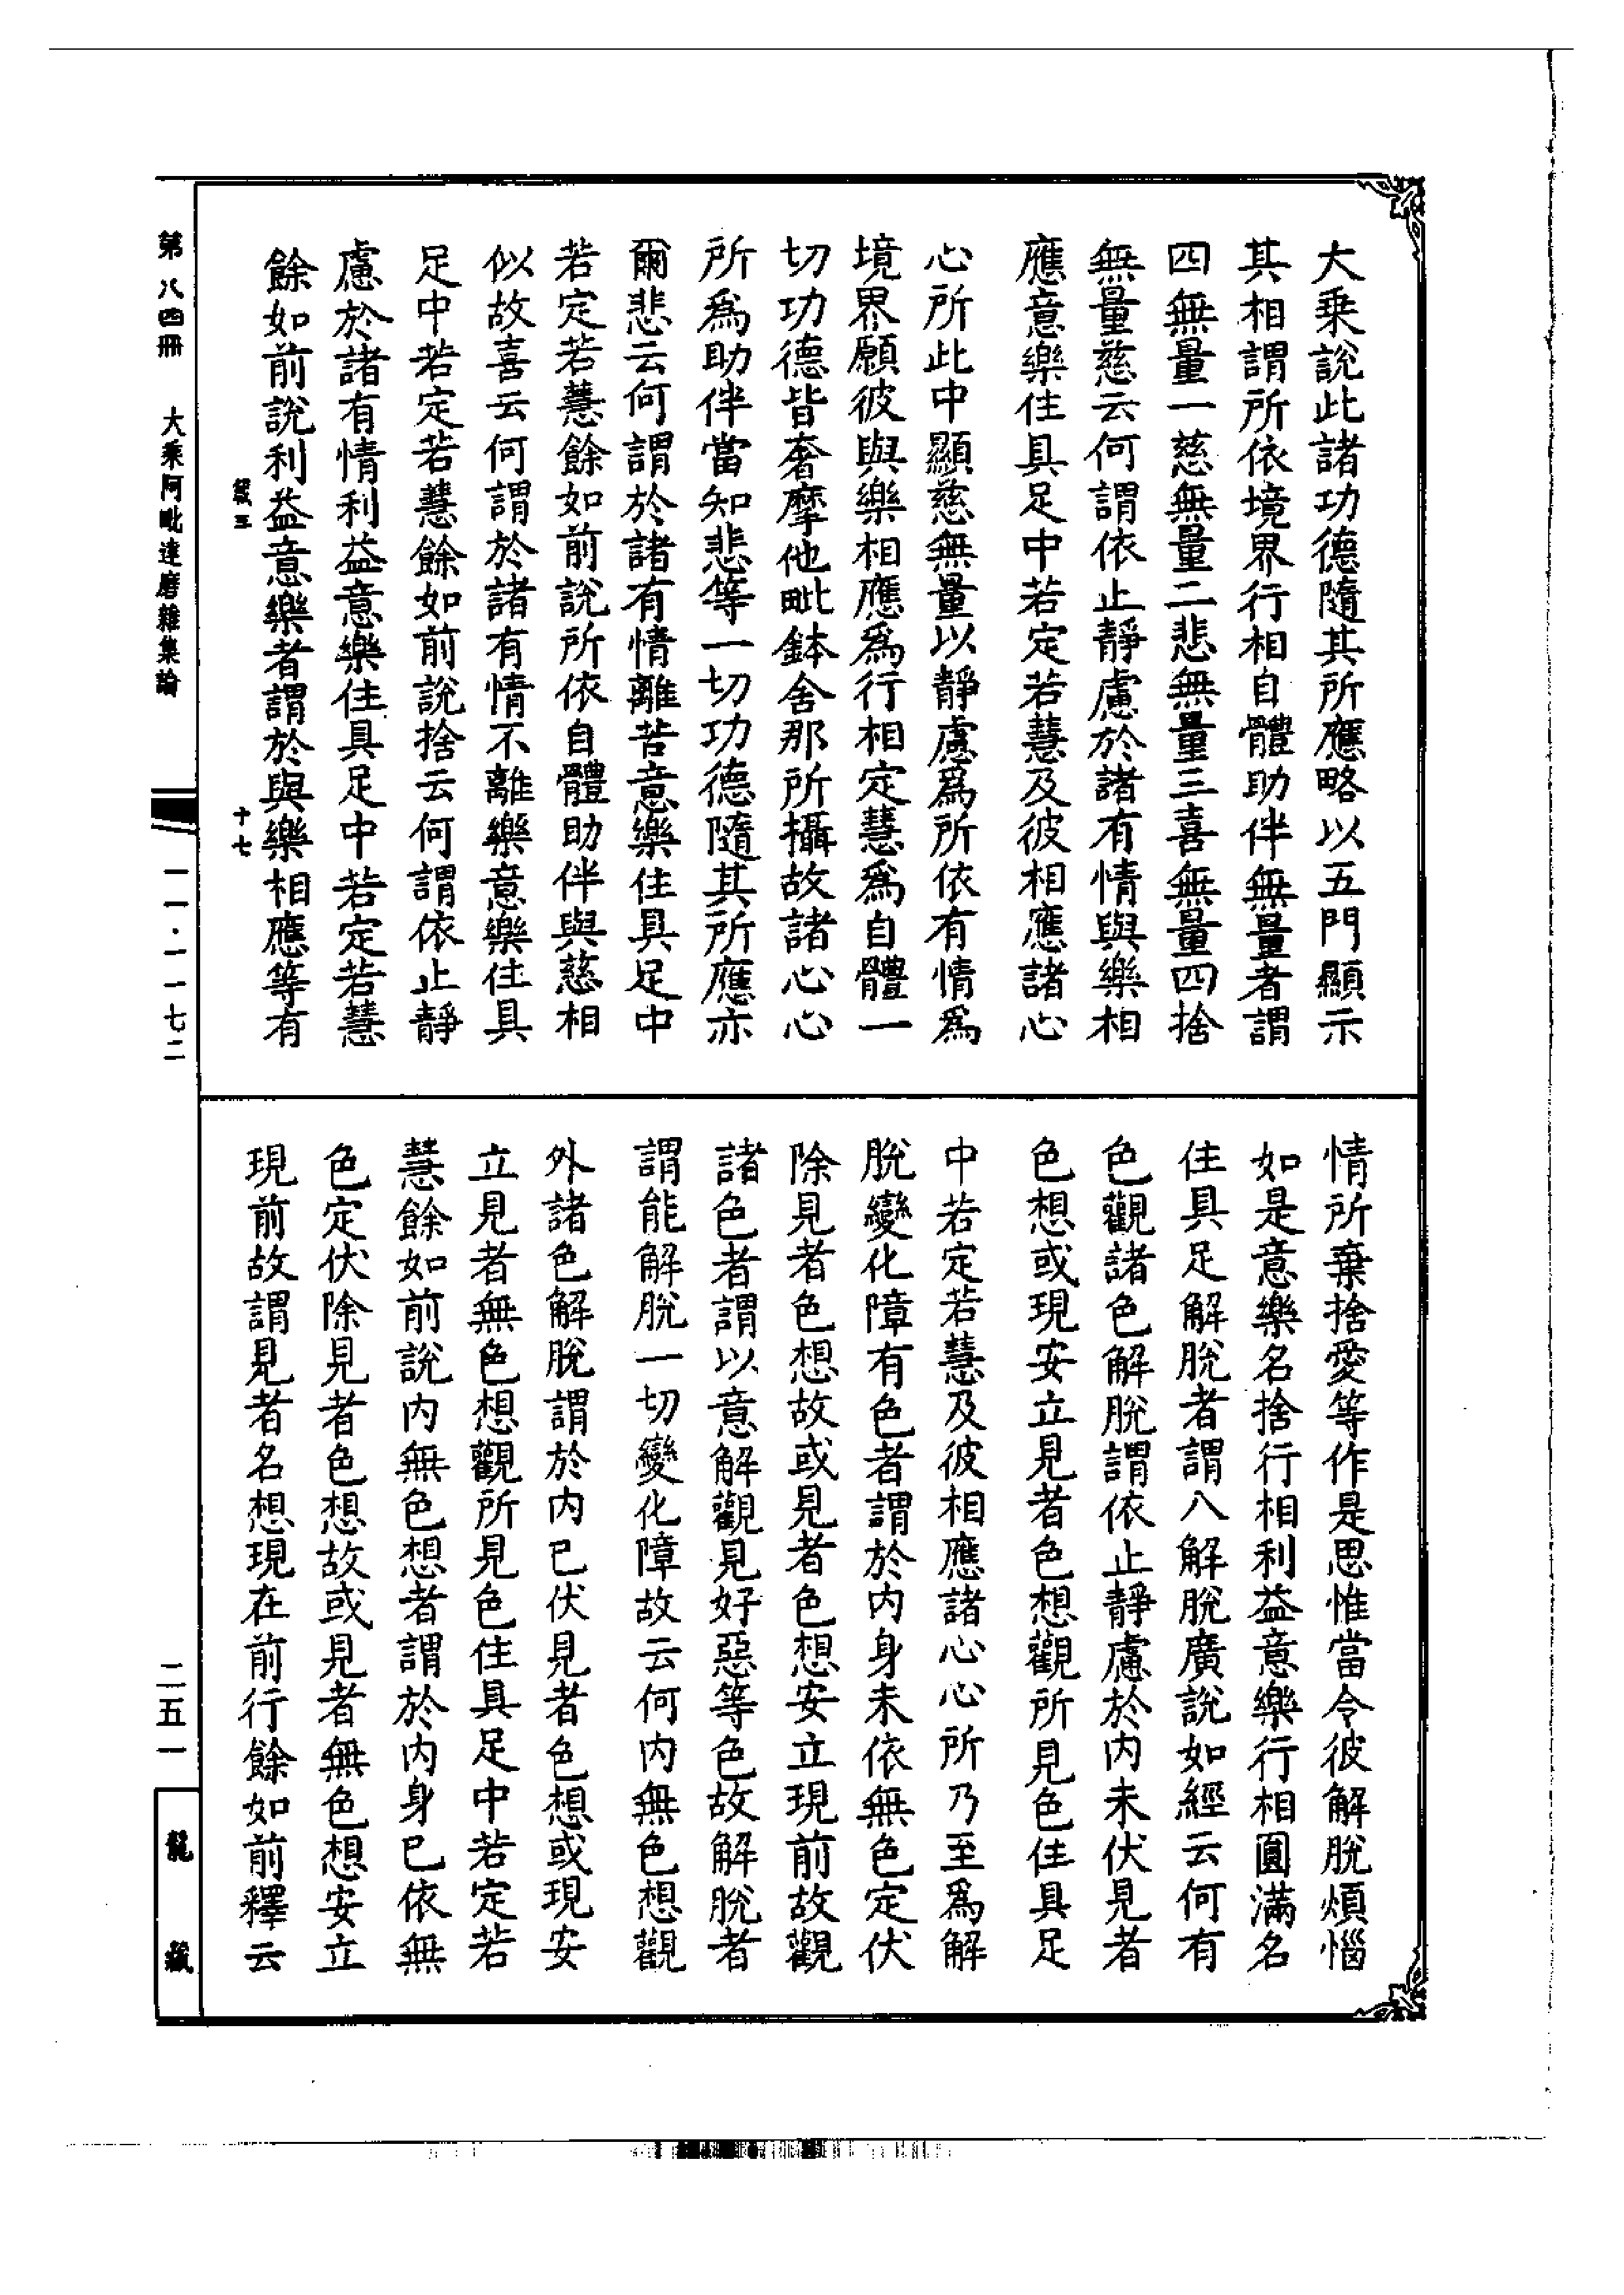 大乘說此諸功德隨其所應略以五門顯示
其相謂所依境界行相自體助伴無量者謂
四無量一慈無量二悲無量三喜無量四捨
無量慈云何謂依止靜慮於諸有情與樂相
應意樂住具足中若定若慧及彼相應諸心
心所此中顯慈無量以靜慮為所依有情為
境界願彼與樂相應為行相定慧為自體一
切功德皆奢摩他毗鉢舍那所攝故諸心心
所為助伴當知悲等一切功德隨其所應亦
爾悲云何謂於諸有情離苦意樂住具足中
若定若慧餘如前說所依自體助伴與慈相
似故喜云何謂於諸有情不離樂意樂住具
足中若定若慧餘如前說捨云何謂依止靜
慮於諸有情利益意樂住具足中若定若慧
餘如前說利益意樂者謂於與樂相應等有
情所棄捨愛等作是思惟當令彼解脫煩惱
如是意樂名捨行相利益意樂行相圓滿名
住具足解脫者謂八解脫廣說如經云何有
色觀諸色解脫謂依止靜慮於內未伏見者
色想或現安立見者色想觀所見色住具足
中若定若慧及彼相應諸心心所乃至為解
脫變化障有色者謂於內身未依無色定伏
除見者色想故或見者色想安立現前故觀
諸色者謂以意解觀見好惡等色故解脫者
謂能解脫一切變化障故云何內無色想觀
外諸色解脫謂於內已伏見者色想或現安
立見者無色想觀所見色住具足中若定若
慧餘如前說內無色想者謂於內身已依無
色定伏除見者色想故或見者無色想安立
現前故謂見者名想現在前行餘如前釋云
第八四冊 大乘阿毗達磨雜集論
緘三 十七
一一·一一七二
二五一
龍緘